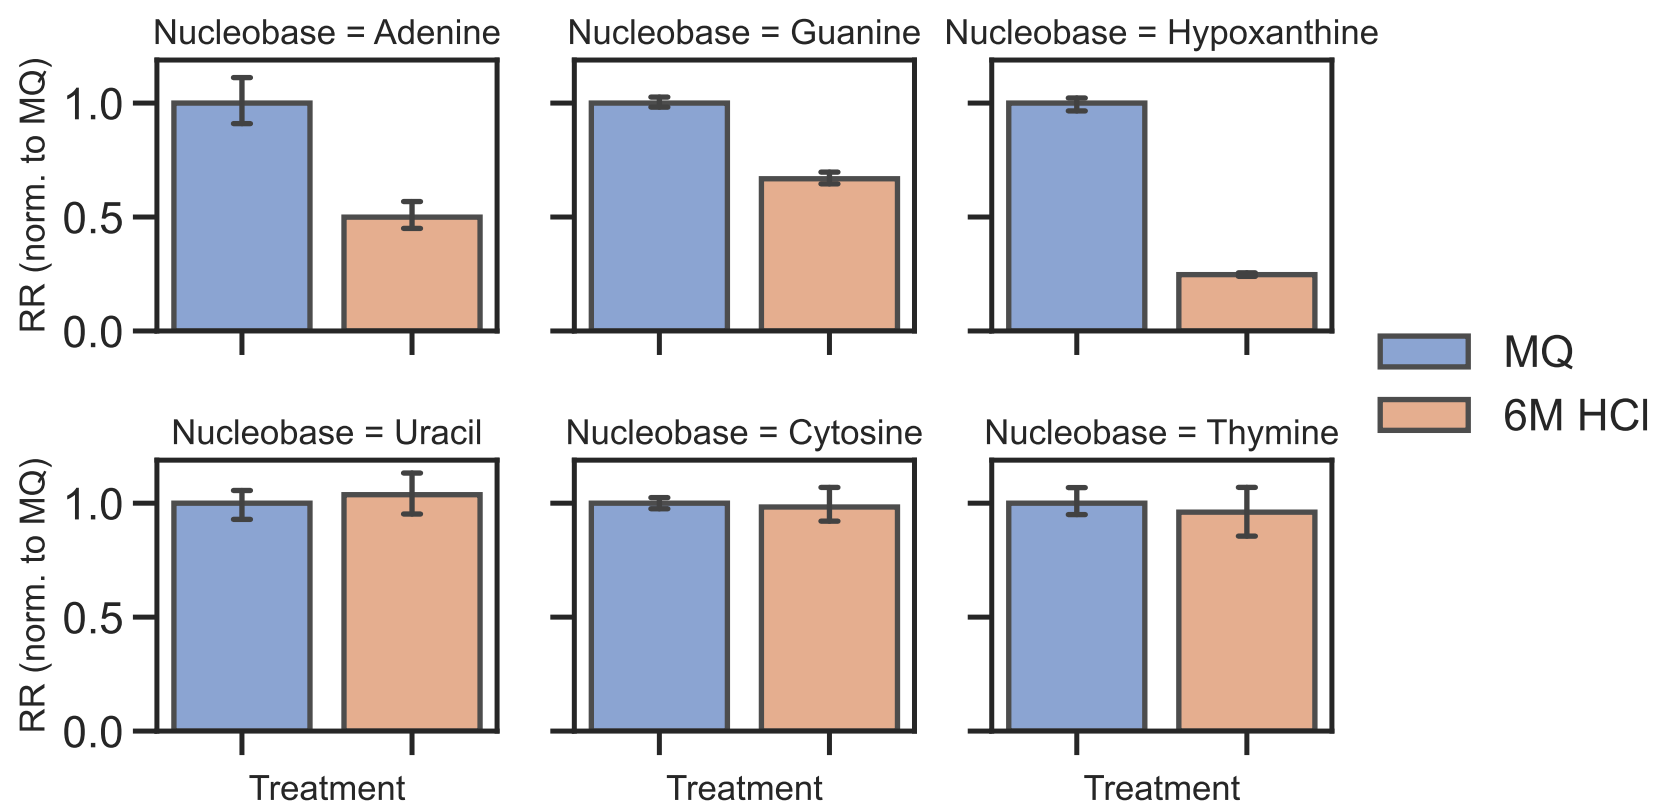 Nucleobase = Adenine
Nucleobase = Guanine
Nucleobase = Hypoxanthine
RR (norm. to MQ)
1.0
0.5
0.0
MQ
6M HCl
Nucleobase = Uracil
Nucleobase = Cytosine
Nucleobase = Thymine
RR (norm. to MQ)
1.0
0.5
0.0
Treatment
Treatment
Treatment